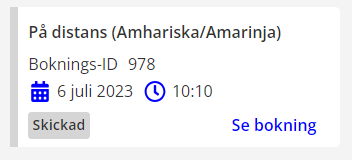 På distans (Amhariska/Amarinja)
Boknings-ID 978
6 juli 2023 10:10
Skickad Se bokning